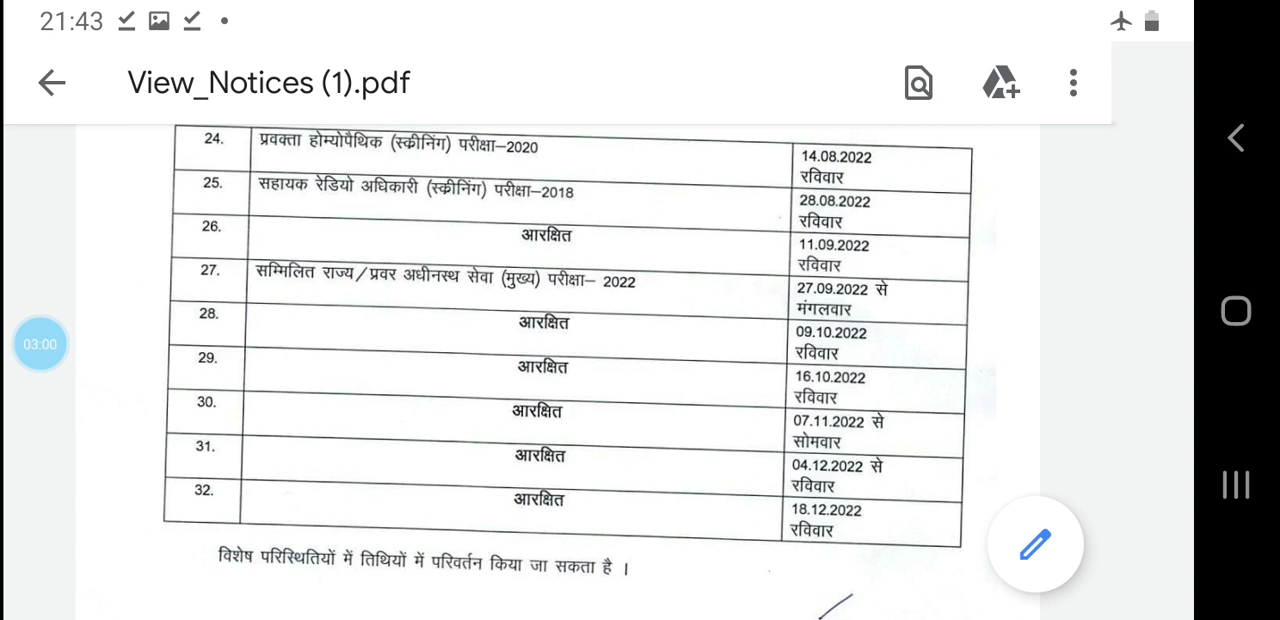 21:43
View_Notices (1).pdf
24. प्रवक्ता होम्योपैथिक (स्क्रीनिंग) परीक्षा–2020 14.08.2022
रविवार
25. सहायक रेडियो अधिकारी (स्क्रीनिंग) परीक्षा–2018 28.08.2022
रविवार
26. आरक्षित 11.09.2022
रविवार
27. सम्मिलित राज्य/प्रवर अधीनस्थ सेवा (मुख्य) परीक्षा– 2022 27.09.2022 से
मंगलवार
28. आरक्षित 09.10.2022
रविवार
29. आरक्षित 16.10.2022
रविवार
30. आरक्षित 07.11.2022 से
सोमवार
31. आरक्षित 04.12.2022 से
रविवार
32. आरक्षित 18.12.2022
रविवार
विशेष परिस्थितियों में तिथियों में परिवर्तन किया जा सकता है ।
03:00